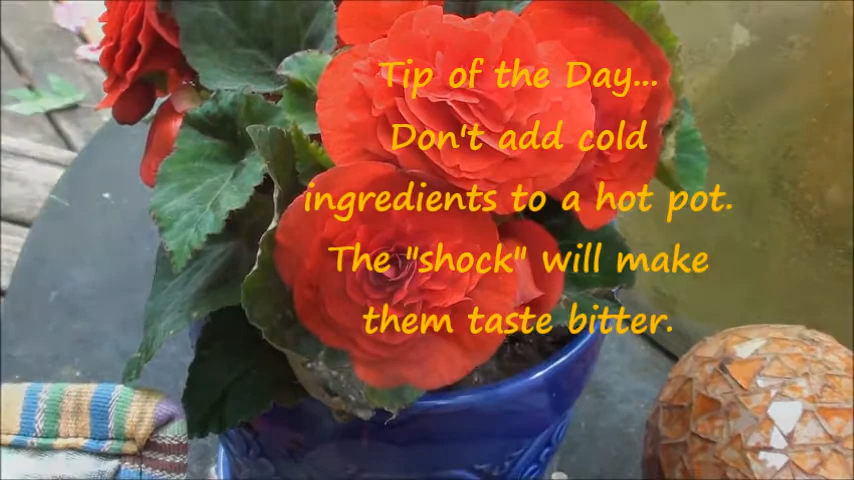 Tip of the Day...
Don't add cold
ingredients to a hot pot.
The "shock" will make
them taste bitter.